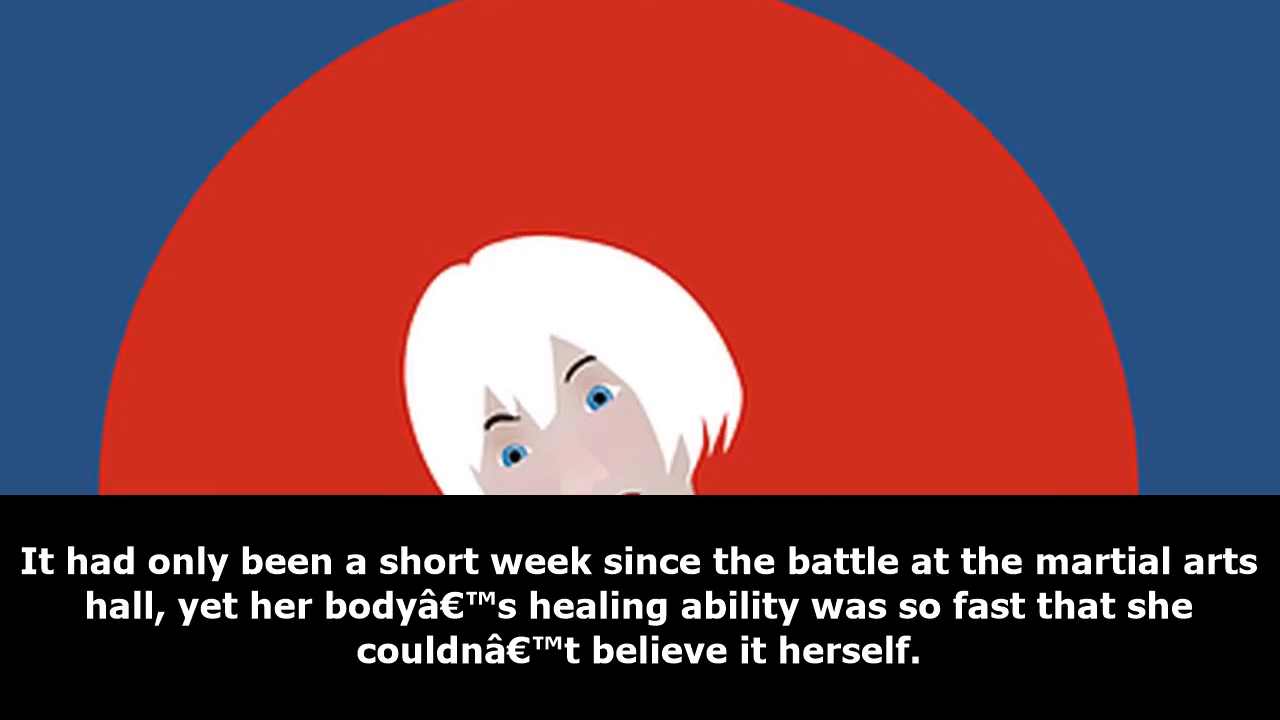 It had only been a short week since the battle at the martial arts
hall, yet her bodyâ€™s healing ability was so fast that she
couldnâ€™t believe it herself.